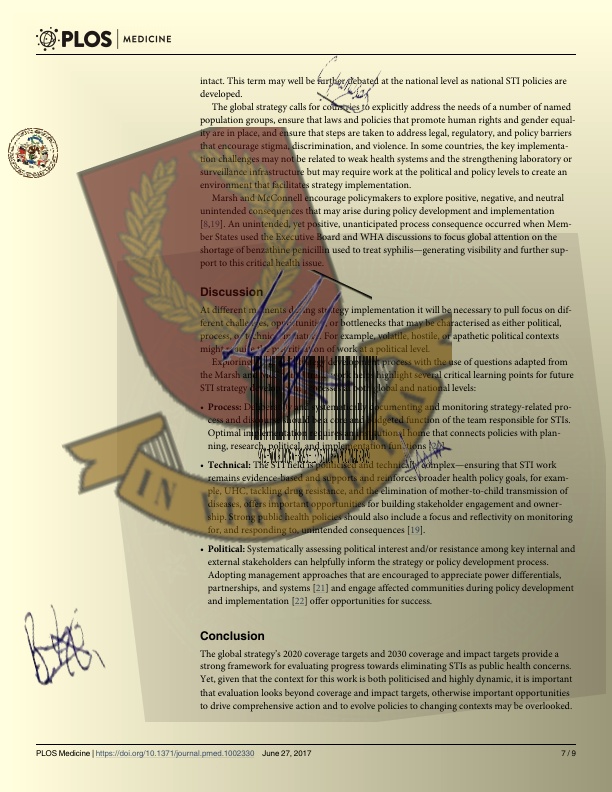 PLOS | MEDICINE
intact. This term may well be further debated at the national level as national STI policies are
developed.
The global strategy calls for countries to explicitly address the needs of a number of named
population groups, ensure that laws and policies that promote human rights and gender equal-
ity are in place, and ensure that steps are taken to address legal, regulatory, and policy barriers
that encourage stigma, discrimination, and violence. In some countries, the key implementa-
tion challenges may not be related to weak health systems and the strengthening laboratory or
surveillance infrastructure but may require work at the political and policy levels to create an
environment that facilitates strategy implementation.
Marsh and McConnell encourage policymakers to explore positive, negative, and neutral
unintended consequences that may arise during policy development and implementation
[8,19]. An unintended, yet positive, unanticipated process consequence occurred when Mem-
ber States used the Executive Board and WHA discussions to focus global attention on the
shortage of benzathine penicillin used to treat syphilis—generating visibility and further sup-
port to this critical health issue.
Discussion
At different moments during strategy implementation it will be necessary to pull focus on dif-
ferent challenges, opportunities, or bottlenecks that may be characterised as either political,
process, or technical in nature. For example, volatile, hostile, or apathetic political contexts
might require the prioritization of work at a political level.
Exploring process with the use of questions adapted from
the Marsh and highlight several critical learning points for future
STI strategy global and national levels:
• Process: documenting and monitoring strategy-related pro-
cess and should be a core and budgeted function of the team responsible for STIs.
Optimal home that connects policies with plan-
ning, research, political, and implementation functions
• Technical: The STI field is politicised and technically complex—ensuring that STI work
remains evidence-based and supports and reinforces broader health policy goals, for exam-
ple, UHC, tackling drug resistance, and the elimination of mother-to-child transmission of
diseases, offers important opportunities for building stakeholder engagement and owner-
ship. Strong public health policies should also include a focus and reflectivity on monitoring
for, and responding to, unintended consequences [19].
• Political: Systematically assessing political interest and/or resistance among key internal and
external stakeholders can helpfully inform the strategy or policy development process.
Adopting management approaches that are encouraged to appreciate power differentials,
partnerships, and systems [21] and engage affected communities during policy development
and implementation [22] offer opportunities for success.
Conclusion
The global strategy's 2020 coverage targets and 2030 coverage and impact targets provide a
strong framework for evaluating progress towards eliminating STIs as public health concerns.
Yet, given that the context for this work is both politicised and highly dynamic, it is important
that evaluation looks beyond coverage and impact targets, otherwise important opportunities
to drive comprehensive action and to evolve policies to changing contexts may be overlooked.
IN
PLOS Medicine | https://doi.org/10.1371/journal.pmed.1002330 June 27, 2017 7 / 9